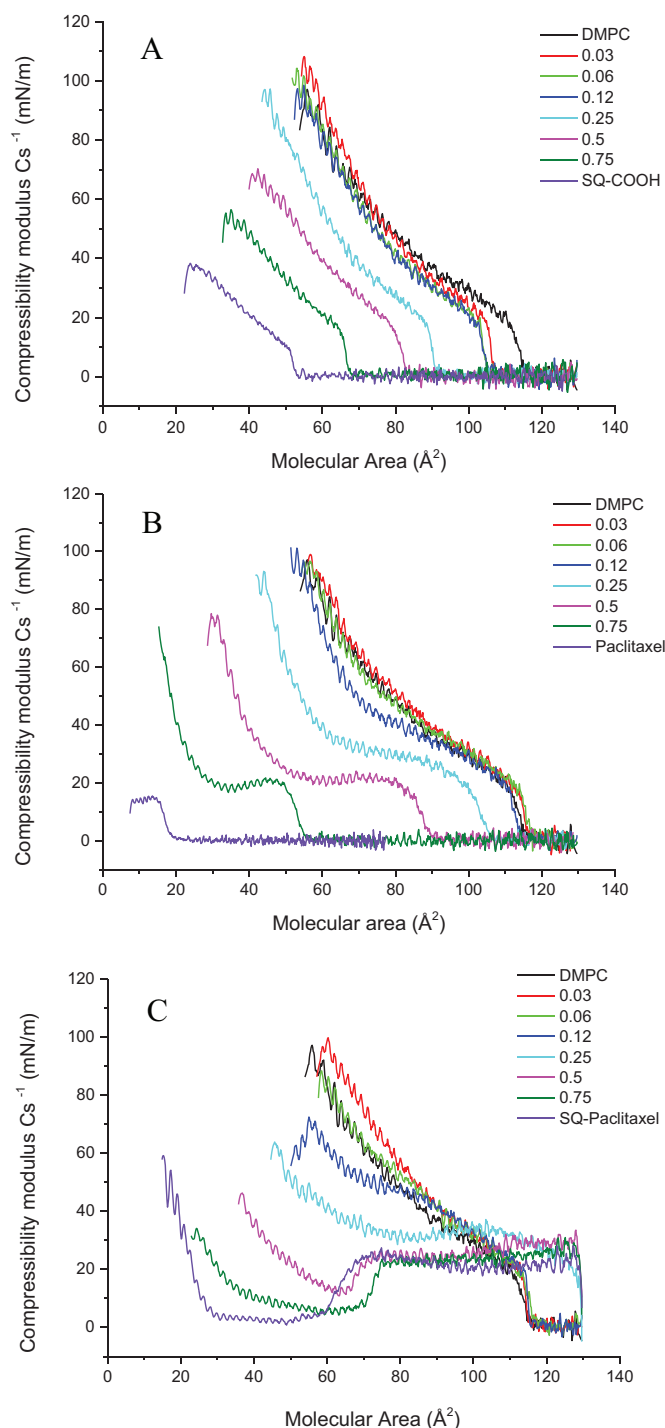 A
DMPC
0.03
0.06
0.12
0.25
0.5
0.75
SQ-COOH
120
100
80
60
40
20
0
0 20 40 60 80 100 120 140
Compressibility modulus Cs ⁻¹ (mN/m)
Molecular Area (Å²)
B
DMPC
0.03
0.06
0.12
0.25
0.5
0.75
Paclitaxel
120
100
80
60
40
20
0
0 20 40 60 80 100 120 140
Compressibility modulus Cs ⁻¹ (mN/m)
Molecular area (Å²)
C
DMPC
0.03
0.06
0.12
0.25
0.5
0.75
SQ-Paclitaxel
120
100
80
60
40
20
0
0 20 40 60 80 100 120 140
Compressibility modulus Cs ⁻¹ (mN/m)
Molecular Area (Å²)